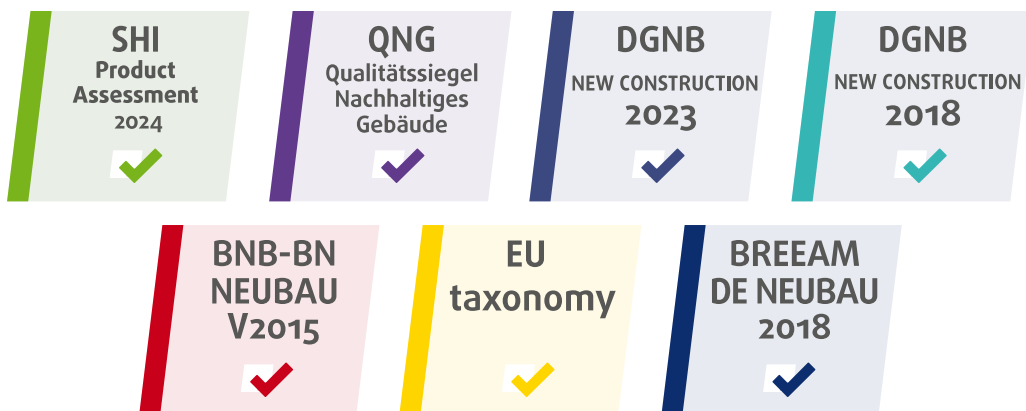 SHI
Product
Assessment
2024
QNG
Qualitätssiegel
Nachhaltiges
Gebäude
DGNB
NEW CONSTRUCTION
2023
DGNB
NEW CONSTRUCTION
2018
BNB-BN
NEUBAU
V2015
EU
taxonomy
BREEAM
DE NEUBAU
2018